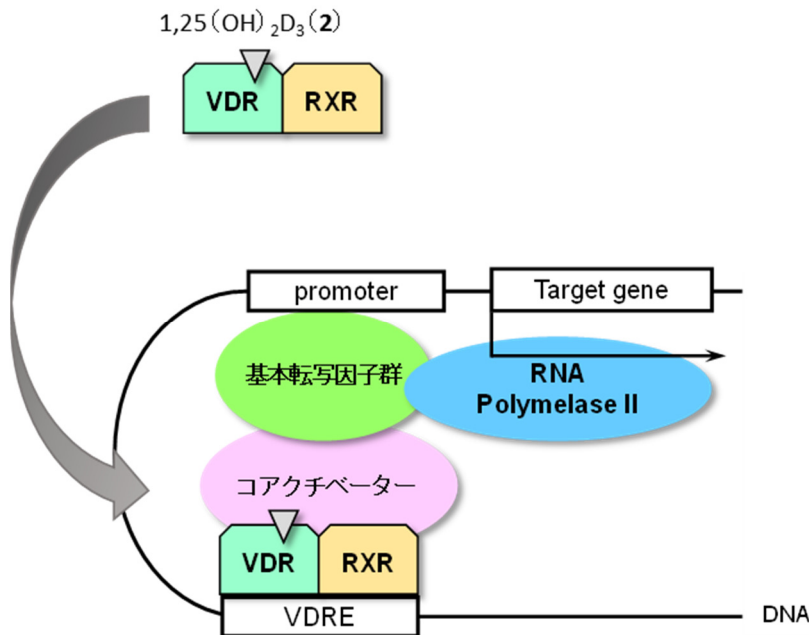 1,25(OH)₂D₃(2)
VDR RXR
promoter
Target gene
基本転写因子群
RNA
Polymelase II
コアクチベーター
VDR RXR
VDRE
DNA